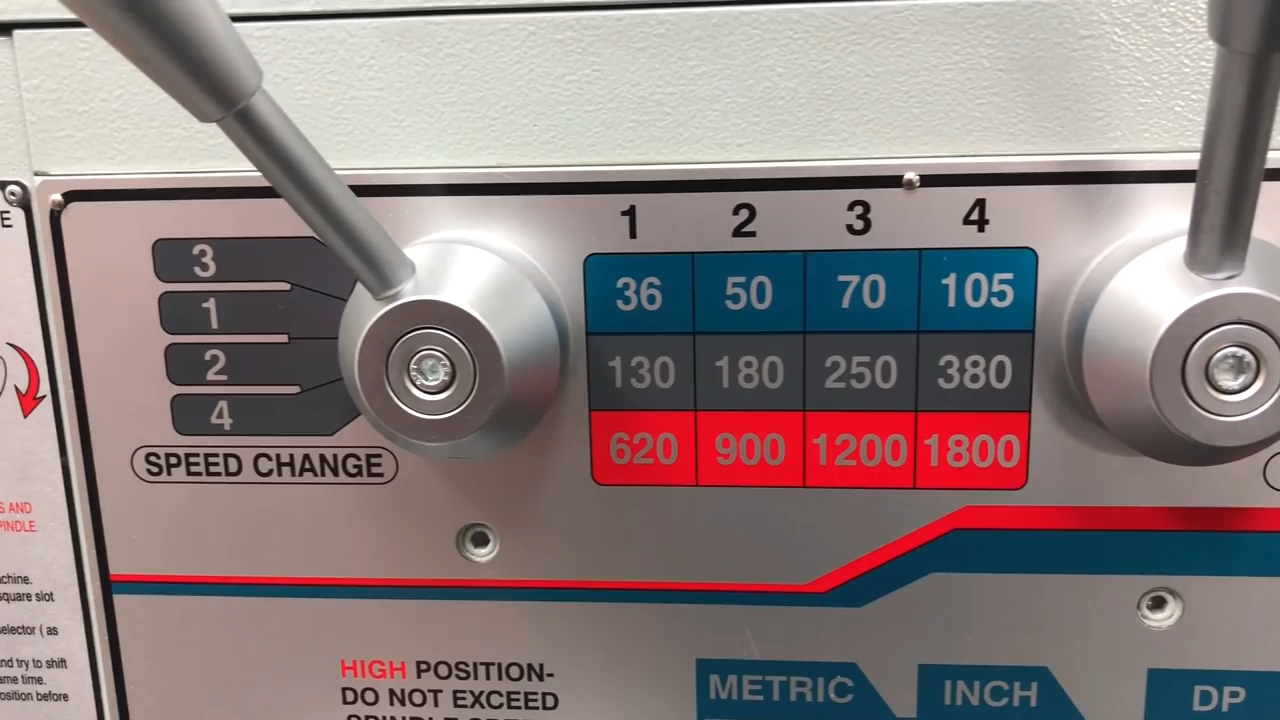 E
3
1
2
4
SPEED CHANGE
1 2 3 4
36 50 70 105
130 180 250 380
620 900 1200 1800
S AND
PINDLE
chine.
square slot
elector ( as
nd try to shift
ame time.
osition before
HIGH POSITION-
DO NOT EXCEED
METRIC INCH DP